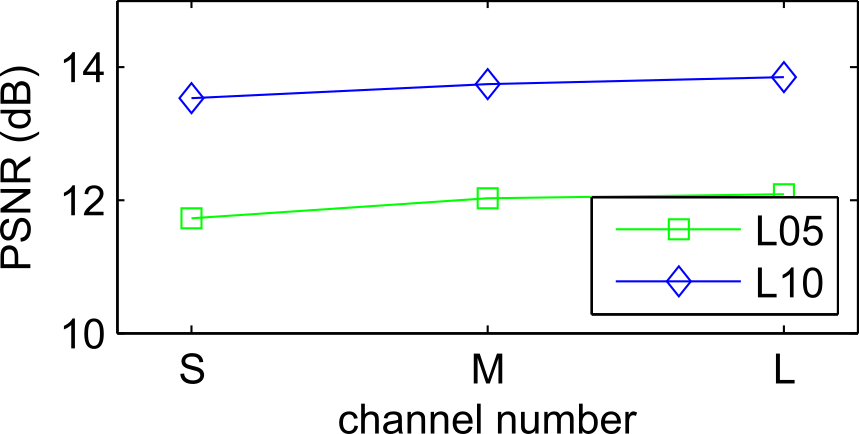 PSNR (dB)
14
12
10
L05
L10
S M L
channel number